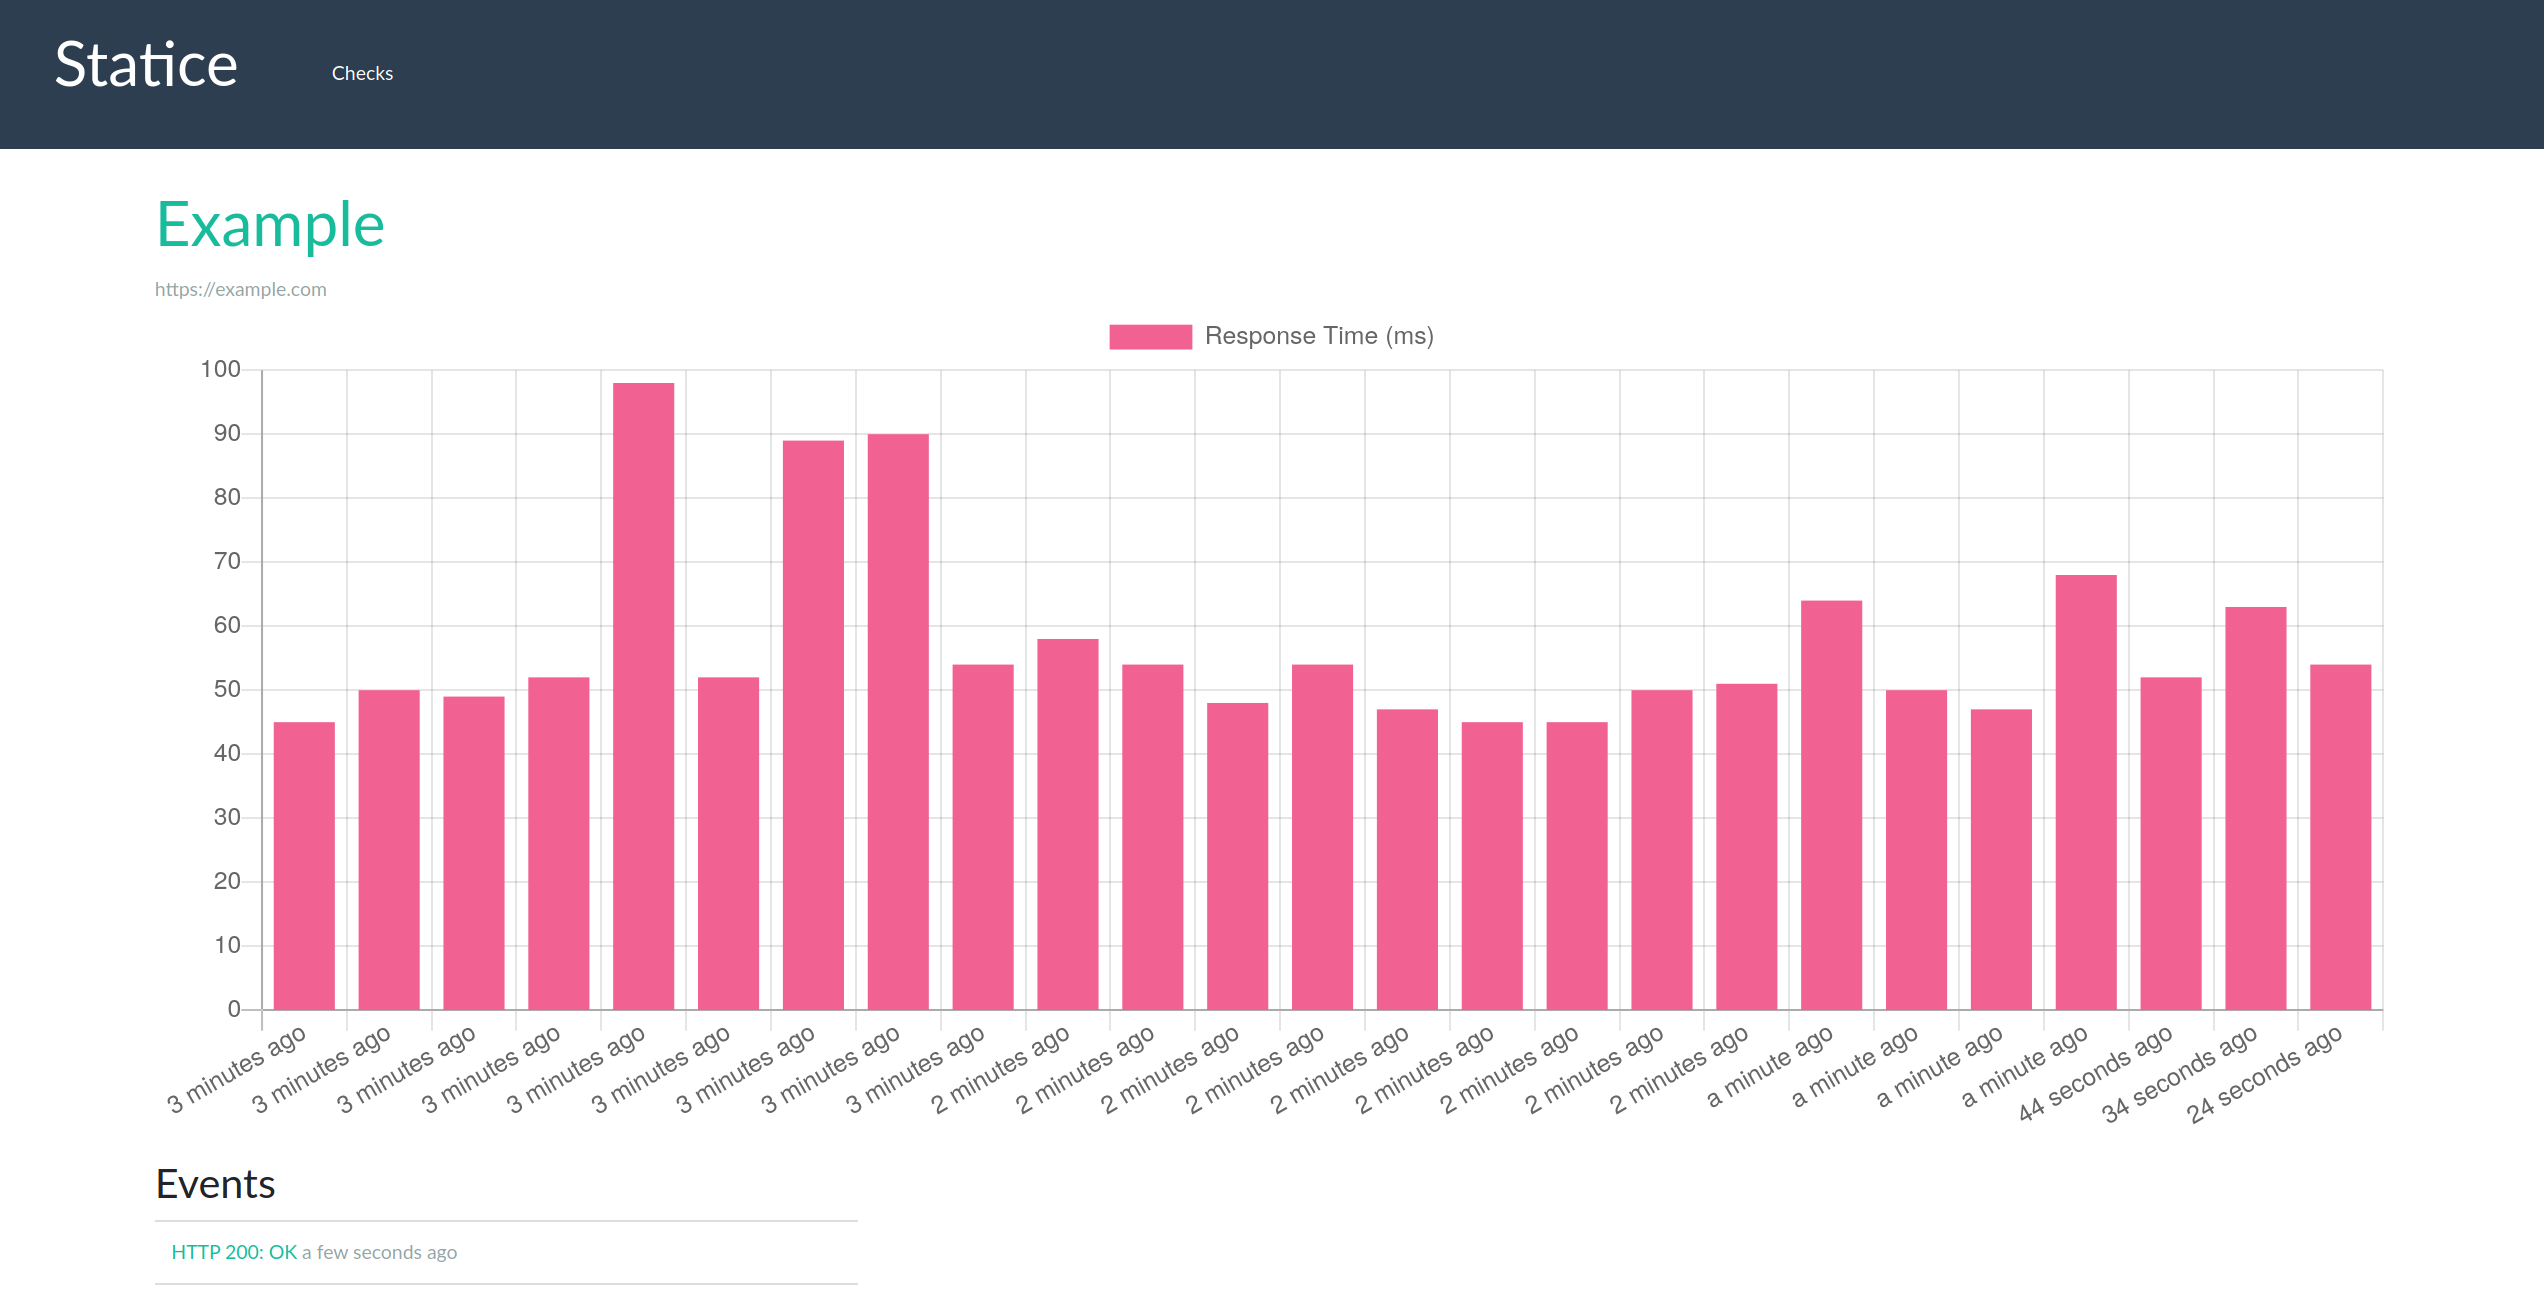 Statice
Checks
Example
https://example.com
Response Time (ms)
100
90
80
70
60
50
40
30
20
10
0
3 minutes ago
3 minutes ago
3 minutes ago
3 minutes ago
3 minutes ago
3 minutes ago
3 minutes ago
3 minutes ago
3 minutes ago
2 minutes ago
2 minutes ago
2 minutes ago
2 minutes ago
2 minutes ago
2 minutes ago
2 minutes ago
2 minutes ago
2 minutes ago
a minute ago
a minute ago
a minute ago
a minute ago
44 seconds ago
34 seconds ago
24 seconds ago
Events
HTTP 200: OK a few seconds ago